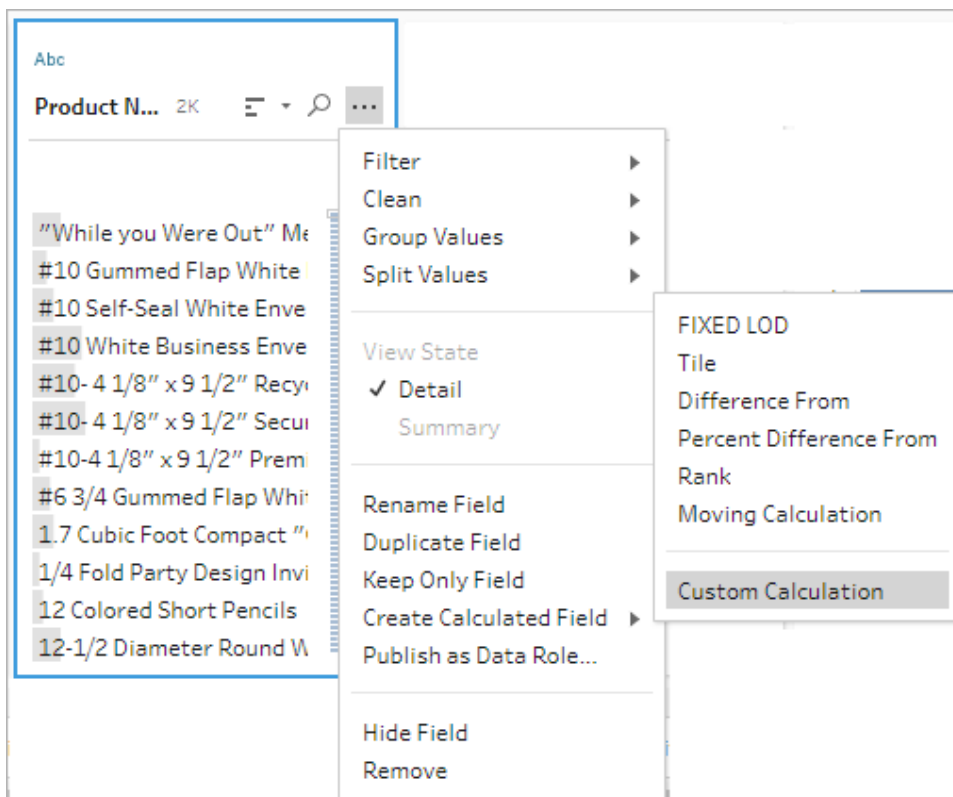 Abc
Product N... 2K
"While you Were Out" Me
#10 Gummed Flap White
#10 Self-Seal White Enve
#10 White Business Enve
#10- 4 1/8" x 9 1/2" Recy
#10- 4 1/8" x 9 1/2" Secu
#10-4 1/8" x 9 1/2" Premi
#6 3/4 Gummed Flap Whit
1.7 Cubic Foot Compact "
1/4 Fold Party Design Invi
12 Colored Short Pencils
12-1/2 Diameter Round W
Filter
Clean
Group Values
Split Values
View State
✓ Detail
Summary
Rename Field
Duplicate Field
Keep Only Field
Create Calculated Field
Publish as Data Role...
Hide Field
Remove
FIXED LOD
Tile
Difference From
Percent Difference From
Rank
Moving Calculation
Custom Calculation